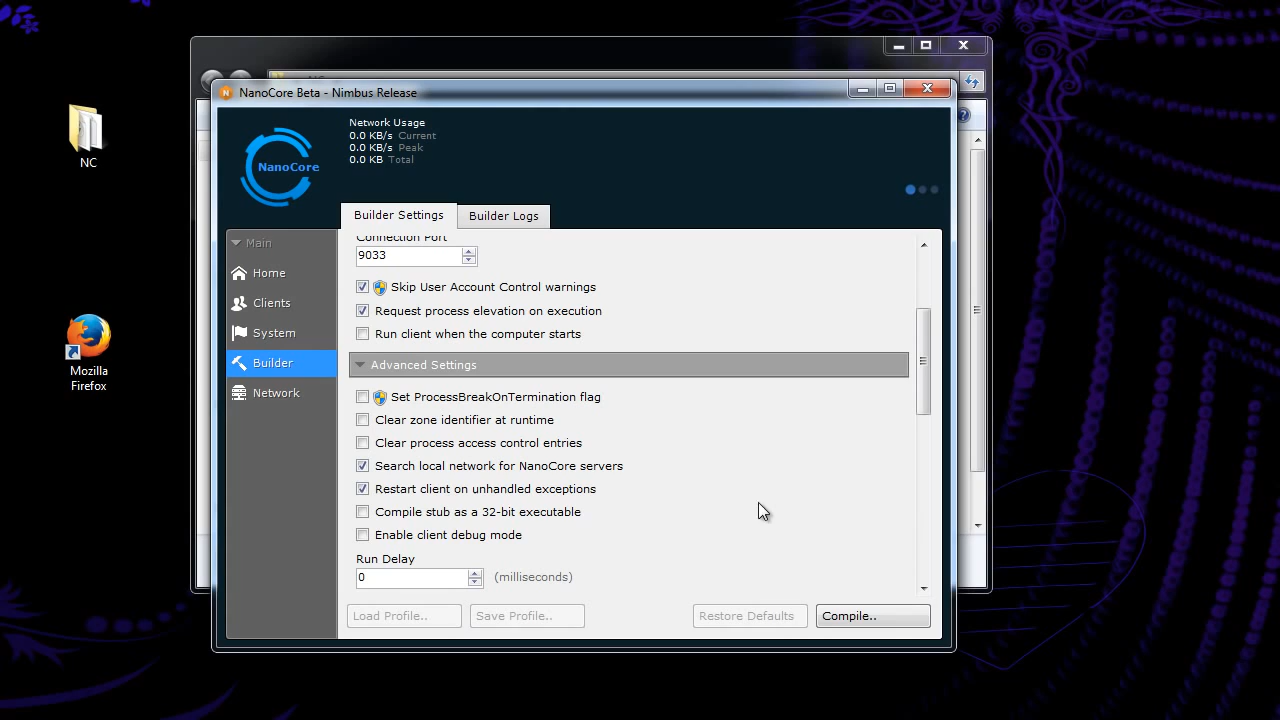 NC
Mozilla
Firefox
NanoCore Beta - Nimbus Release
NanoCore
Network Usage
0.0 KB/s Current
0.0 KB/s Peak
0.0 KB Total
Builder Settings
Builder Logs
Main
Home
Clients
System
Builder
Network
Connection Port
9033
Skip User Account Control warnings
Request process elevation on execution
Run client when the computer starts
Advanced Settings
Set ProcessBreakOnTermination flag
Clear zone identifier at runtime
Clear process access control entries
Search local network for NanoCore servers
Restart client on unhandled exceptions
Compile stub as a 32-bit executable
Enable client debug mode
Run Delay
0 (milliseconds)
Load Profile..
Save Profile..
Restore Defaults
Compile..